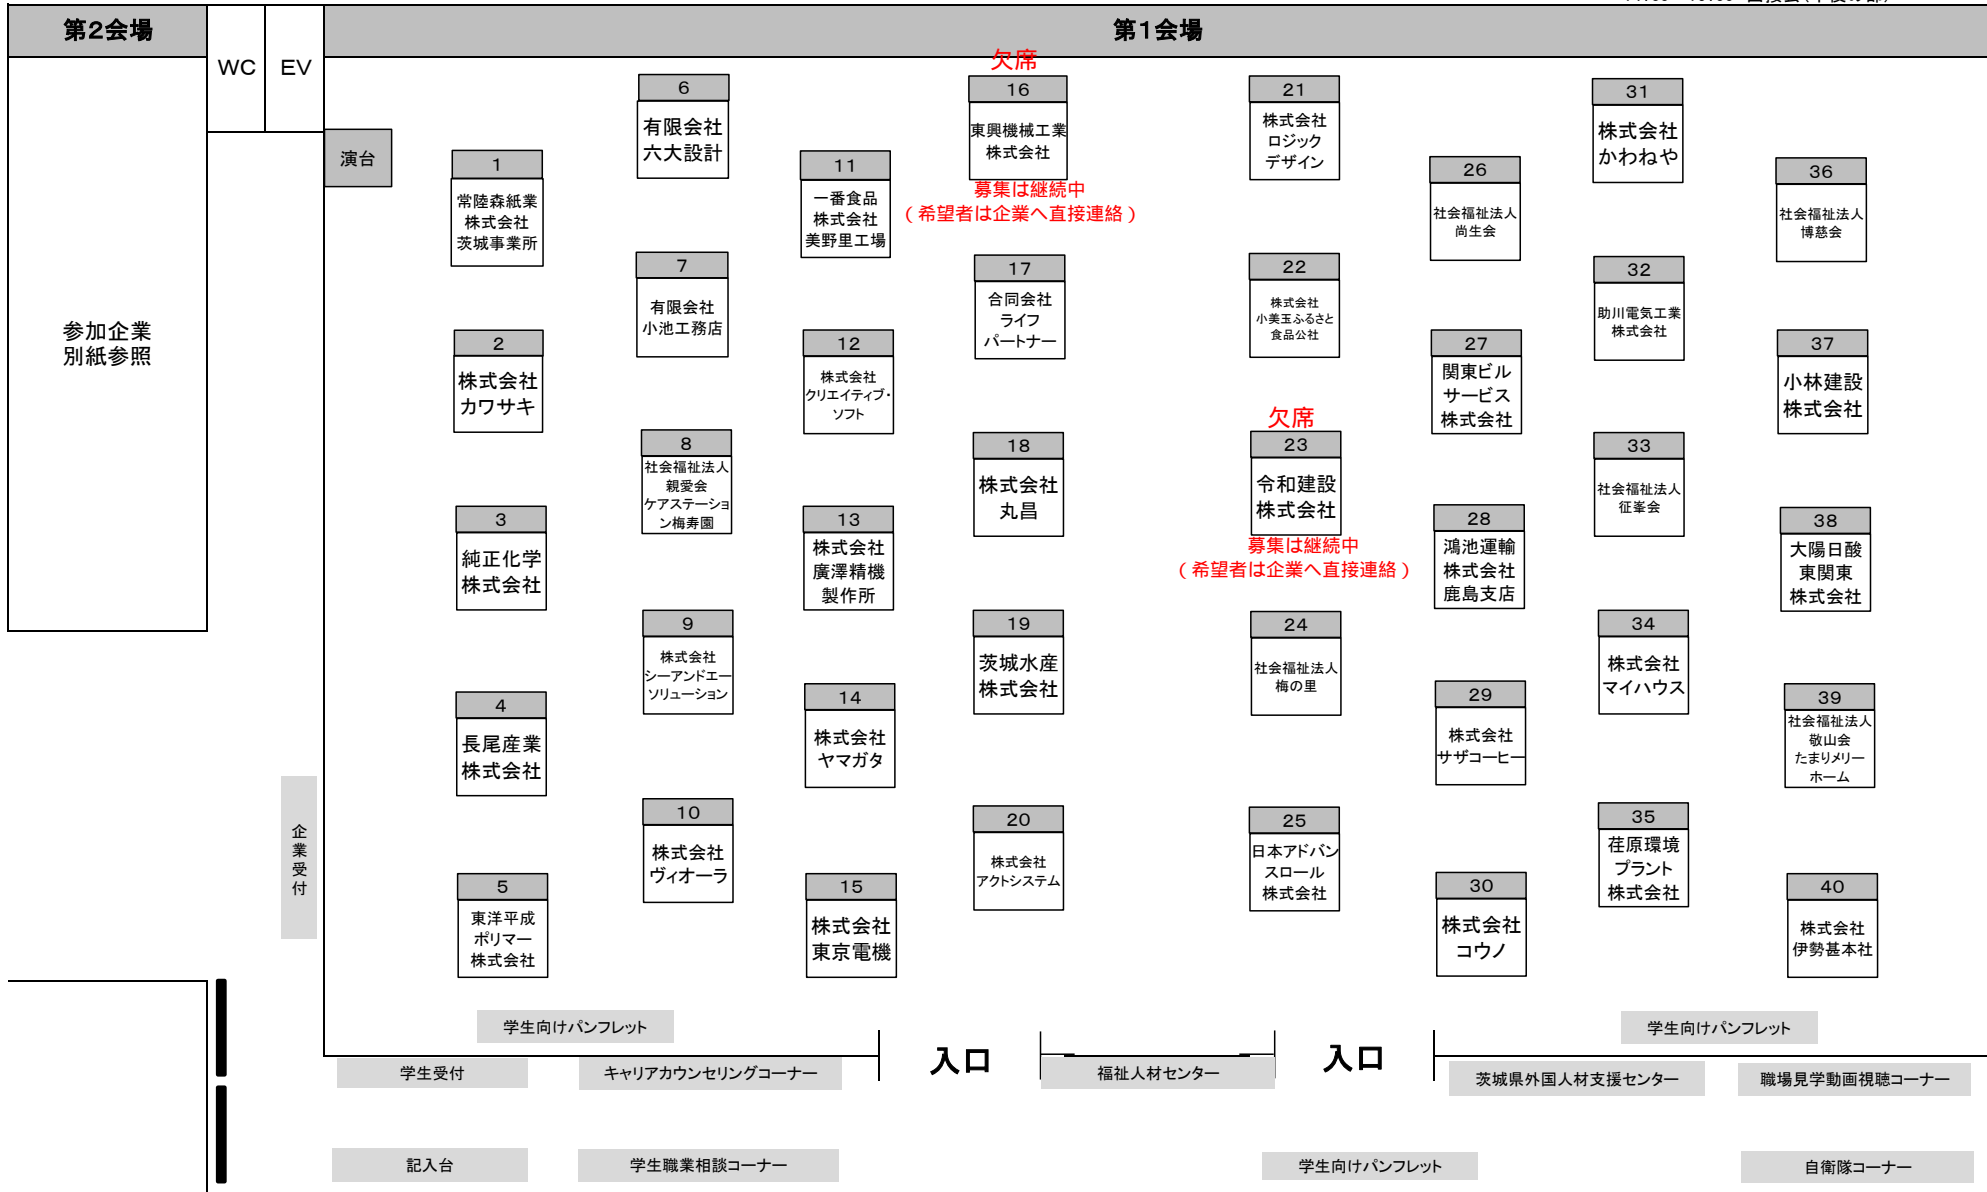 第2会場
WC
EV
第1会場
参加企業
別紙参照
演台
1
常陸森紙業
株式会社
茨城事業所
2
株式会社
カワサキ
3
純正化学
株式会社
4
長尾産業
株式会社
5
東洋平成
ポリマー
株式会社
6
有限会社
六大設計
7
有限会社
小池工務店
8
社会福祉法人
親愛会
ケアステーショ
ン梅寿園
9
株式会社
シーアンドエー
ソリューション
10
株式会社
ヴィオーラ
11
一番食品
株式会社
美野里工場
12
株式会社
クリエイティブ・
ソフト
13
株式会社
廣澤精機
製作所
14
株式会社
ヤマガタ
15
株式会社
東京電機
欠席
16
東興機械工業
株式会社
募集は継続中
(希望者は企業へ直接連絡)
17
合同会社
ライフ
パートナー
18
株式会社
丸昌
19
茨城水産
株式会社
20
株式会社
アクトシステム
21
株式会社
ロジック
デザイン
22
株式会社
小美玉ふるさと
食品公社
欠席
23
令和建設
株式会社
募集は継続中
(希望者は企業へ直接連絡)
24
社会福祉法人
梅の里
25
日本アドバン
スロール
株式会社
26
社会福祉法人
尚生会
27
関東ビル
サービス
株式会社
28
鴻池運輸
株式会社
鹿島支店
29
株式会社
サザコーヒー
30
株式会社
コウノ
31
株式会社
かわねや
32
助川電気工業
株式会社
33
社会福祉法人
征峯会
34
株式会社
マイハウス
35
荏原環境
プラント
株式会社
36
社会福祉法人
博慈会
37
小林建設
株式会社
38
大陽日酸
東関東
株式会社
39
社会福祉法人
敬山会
たまりメリー
ホーム
40
株式会社
伊勢甚本社
企業受付
学生向けパンフレット
学生向けパンフレット
入口
入口
学生受付
キャリアカウンセリングコーナー
福祉人材センター
茨城県外国人材支援センター
職場見学動画視聴コーナー
記入台
学生職業相談コーナー
学生向けパンフレット
自衛隊コーナー